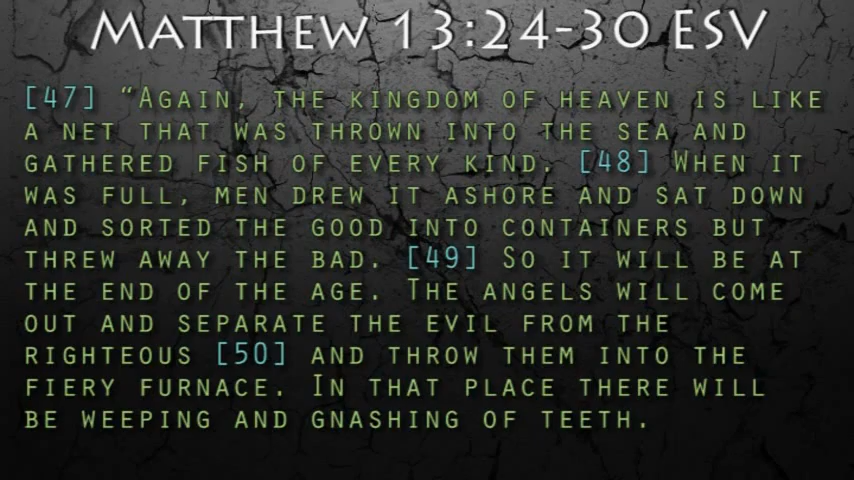 Matthew 13:24-30 ESV
[47] “Again, the kingdom of heaven is like
a net that was thrown into the sea and
gathered fish of every kind. [48] When it
was full, men drew it ashore and sat down
and sorted the good into containers but
threw away the bad. [49] So it will be at
the end of the age. The angels will come
out and separate the evil from the
righteous [50] and throw them into the
fiery furnace. In that place there will
be weeping and gnashing of teeth.